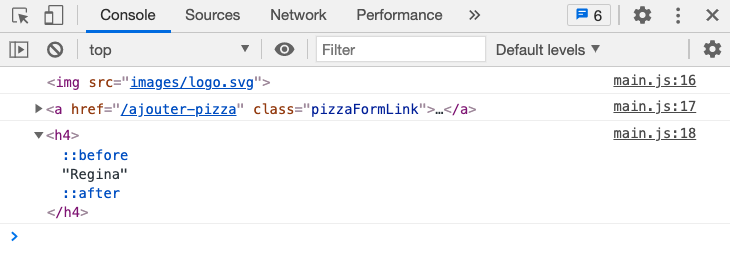 Console Sources Network Performance » 6
top Filter Default levels
<img src="images/logo.svg"> main.js:16
<a href="/ajouter-pizza" class="pizzaFormLink">…</a> main.js:17
<h4> main.js:18
::before
"Regina"
::after
</h4>